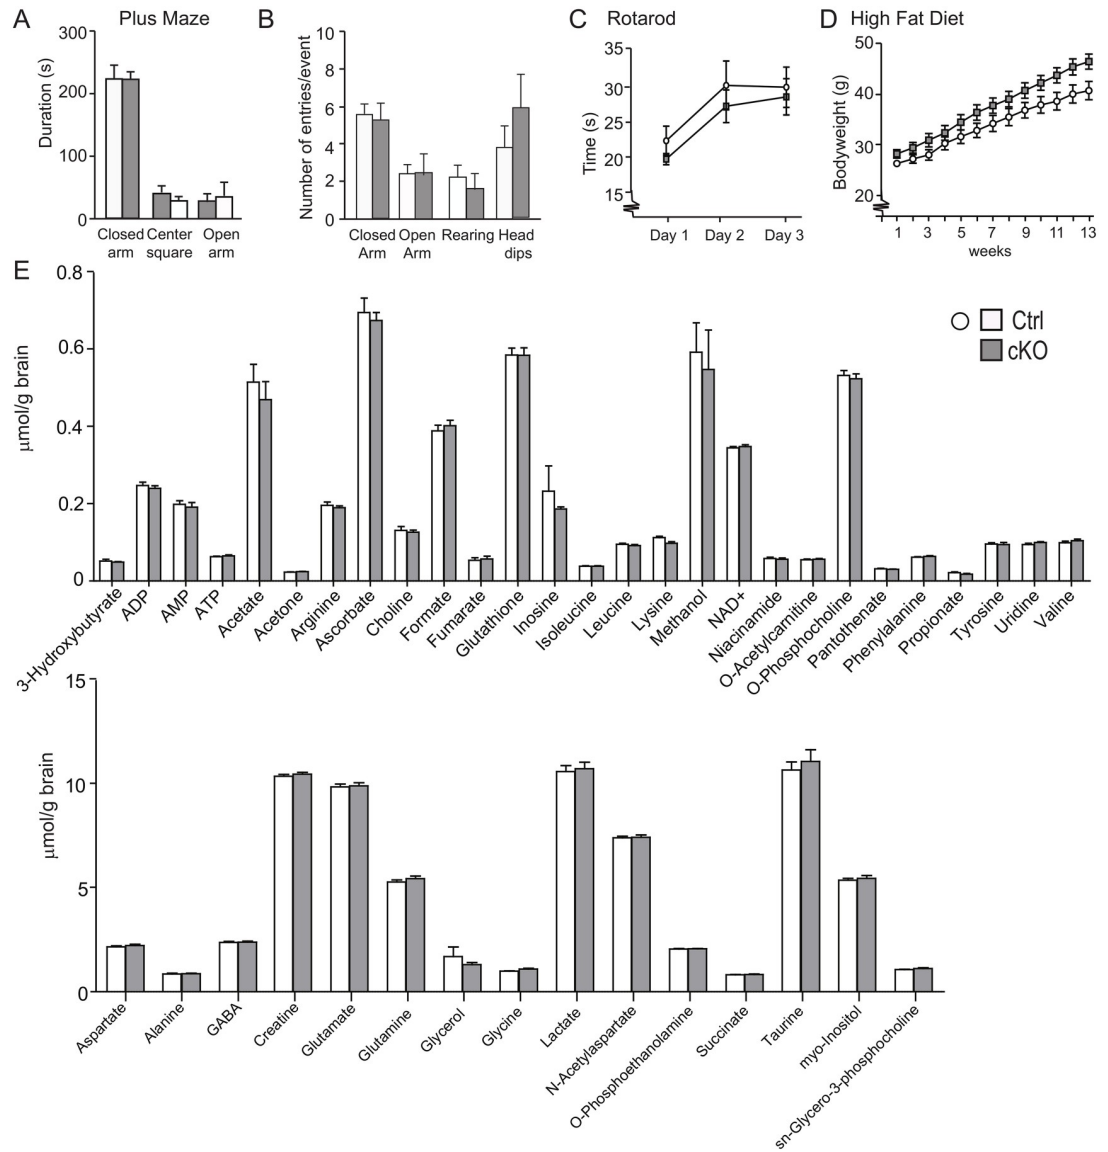 A Plus Maze
Duration (s)
300
200
100
0
Closed arm
Center square
Open arm
B
Number of entries/event
10
8
6
4
2
0
Closed Arm
Open Arm
Rearing
Head dips
C Rotarod
Time (s)
35
30
25
20
15
Day 1 Day 2 Day 3
D High Fat Diet
Bodyweight (g)
50
40
30
20
1 3 5 7 9 11 13
weeks
E
μmol/g brain
0.8
0.6
0.4
0.2
0
Ctrl
cKO
3-Hydroxybutyrate
ADP
AMP
ATP
Acetate
Acetone
Arginine
Ascorbate
Choline
Formate
Fumarate
Glutathione
Inosine
Isoleucine
Leucine
Lysine
Methanol
NAD+
Niacinamide
O-Acetylcarnitine
O-Phosphocholine
Pantothenate
Phenylalanine
Propionate
Tyrosine
Uridine
Valine
μmol/g brain
15
10
5
0
Aspartate
Alanine
GABA
Creatine
Glutamate
Glutamine
Glycerol
Glycine
Lactate
N-Acetylaspartate
O-Phosphoethanolamine
Succinate
Taurine
myo-Inositol
sn-Glycero-3-phosphocholine